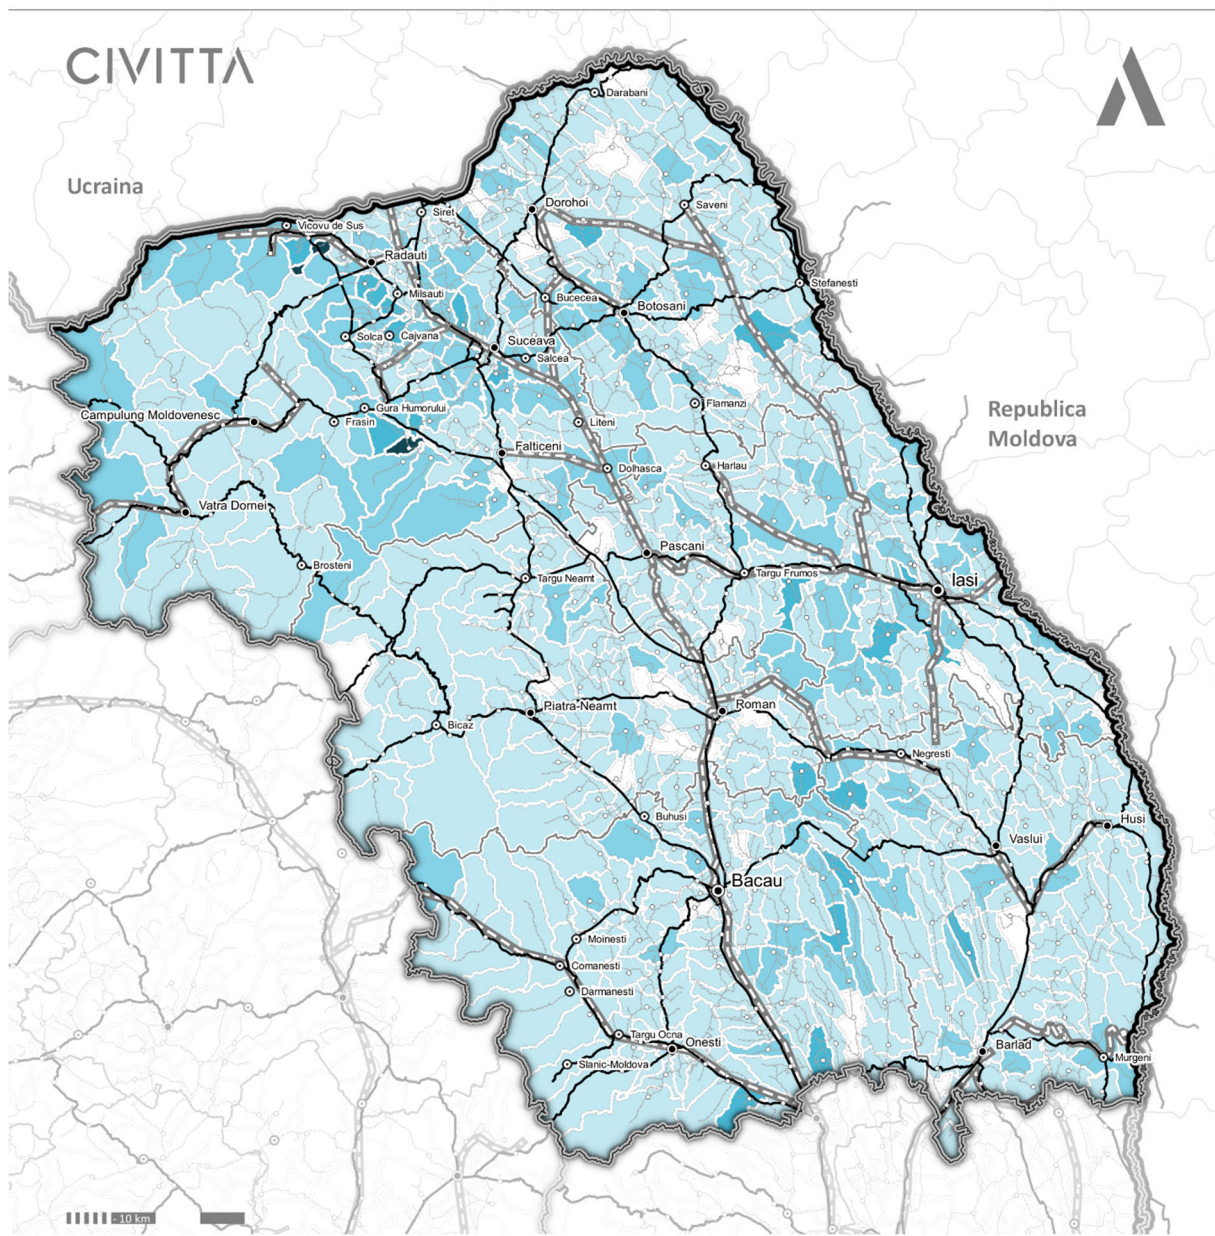 CIVITTA
Darabani
Ucraina
Dorohoi
Saveni
Siret
Vicovu de Sus
Radauti
Milsauti
Bucecea
Botosani
Stefanesti
Solca
Cajvana
Suceava
Salcea
Campulung Moldovenesc
Gura Humorului
Frasin
Liteni
Flamanzi
Republica
Moldova
Falticeni
Dolhasca
Harlau
Vatra Dornei
Brosteni
Targu Neamt
Pascani
Targu Frumos
Iasi
Bicaz
Piatra-Neamt
Roman
Negresti
Buhusi
Vaslui
Husi
Bacau
Moinesti
Comanesti
Darmanesti
Targu Ocna
Onesti
Slanic-Moldova
Barlad
Murgeni
- 10 km